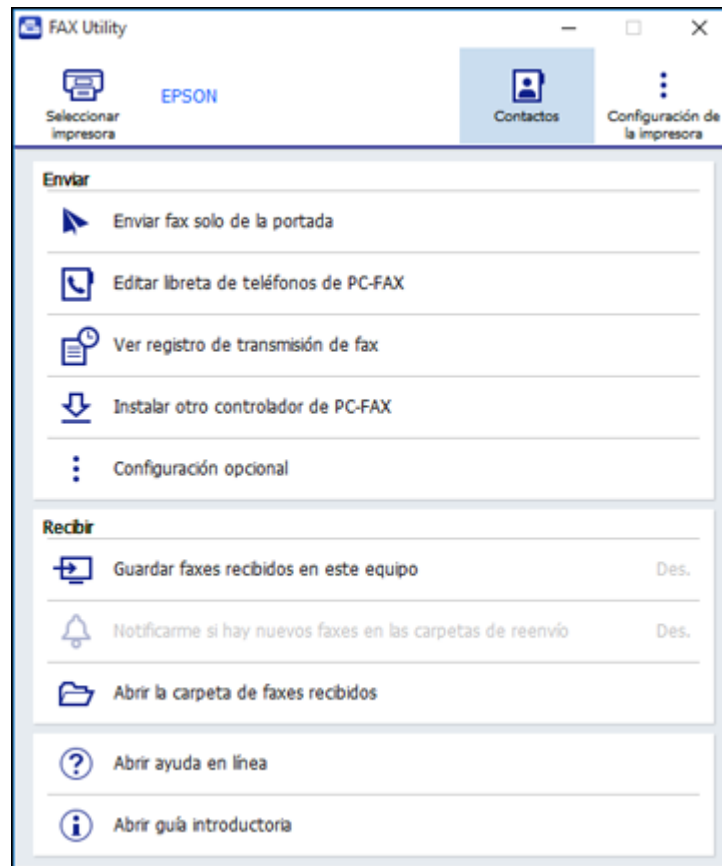 FAX Utility
Seleccionar
impresora
EPSON
Contactos
Configuración de
la impresora
Enviar
Enviar fax solo de la portada
Editar libreta de teléfonos de PC-FAX
Ver registro de transmisión de fax
Instalar otro controlador de PC-FAX
Configuración opcional
Recibir
Guardar faxes recibidos en este equipo Des.
Notificarme si hay nuevos faxes en las carpetas de reenvío Des.
Abrir la carpeta de faxes recibidos
Abrir ayuda en línea
Abrir guía introductoria